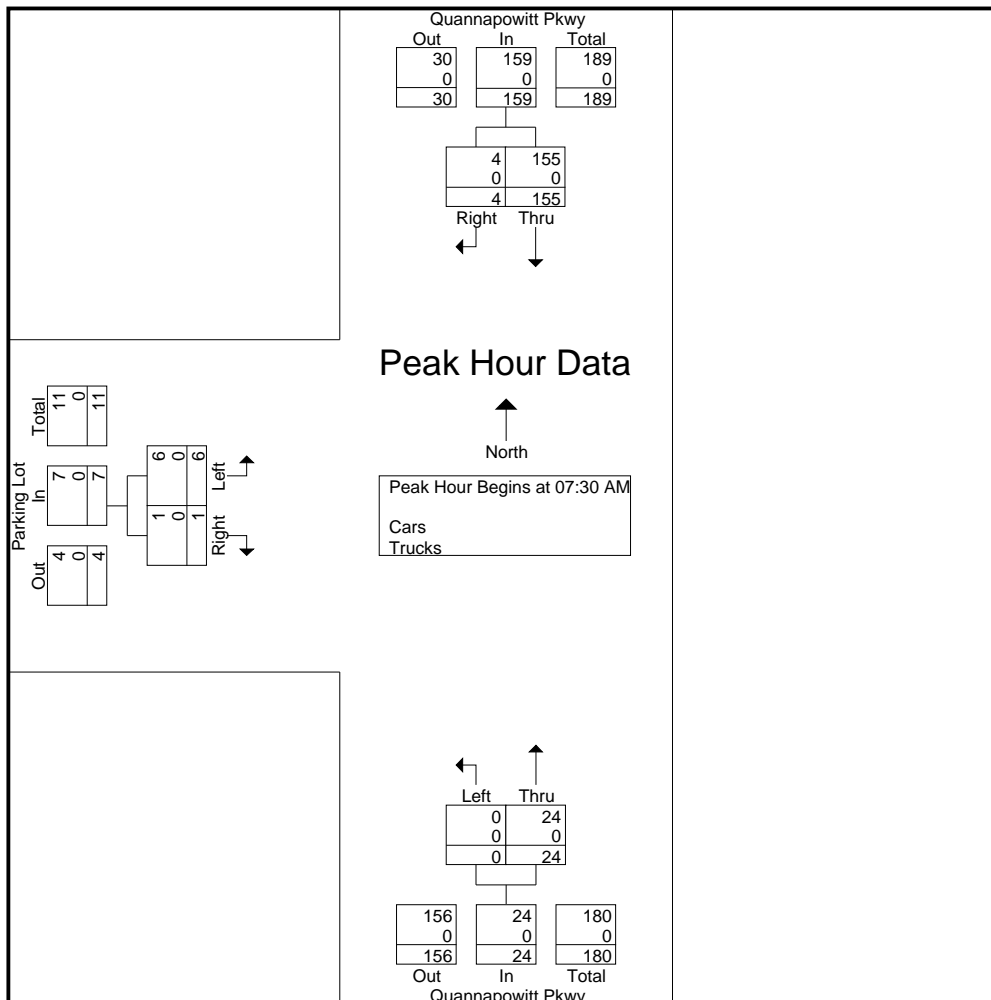 Quannapowitt Pkwy
Out In Total
30 159 189
0 0 0
30 159 189
4 155
0 0
4 155
Right Thru
Peak Hour Data
North
Peak Hour Begins at 07:30 AM
Cars
Trucks
Parking Lot
Out In Total
4 7 11
0 0 0
4 7 11
1 6
0 0
1 6
Right Left
Left Thru
0 24
0 0
0 24
156 24 180
0 0 0
156 24 180
Out In Total
Quannapowitt Pkwy